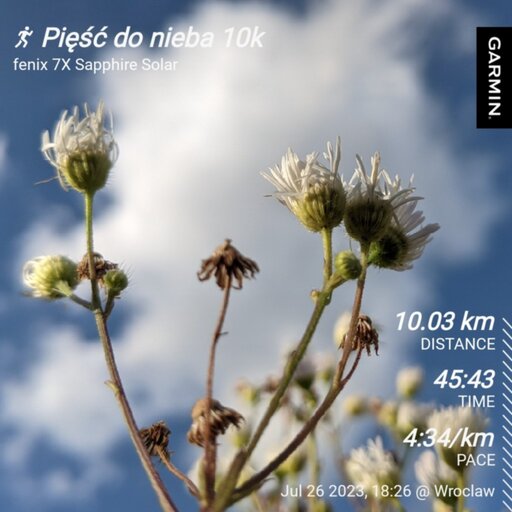 Pięść do nieba 10k
fenix 7X Sapphire Solar
GARMIN.
10.03 km
DISTANCE
45:43
TIME
4:34/km
PACE
Jul 26 2023, 18:26 @ Wroclaw